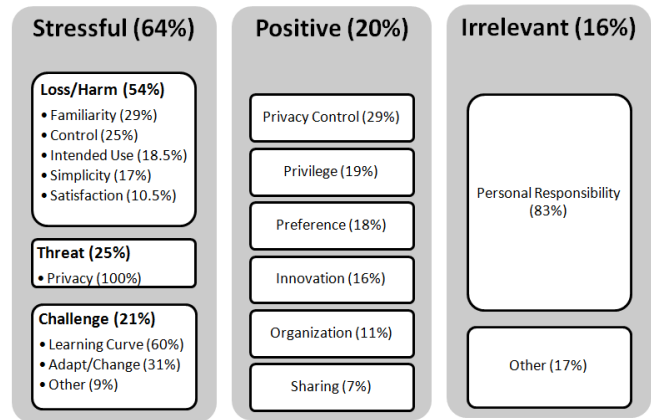 Stressful (64%)
Loss/Harm (54%)
• Familiarity (29%)
• Control (25%)
• Intended Use (18.5%)
• Simplicity (17%)
• Satisfaction (10.5%)
Threat (25%)
• Privacy (100%)
Challenge (21%)
• Learning Curve (60%)
• Adapt/Change (31%)
• Other (9%)
Positive (20%)
Privacy Control (29%)
Privilege (19%)
Preference (18%)
Innovation (16%)
Organization (11%)
Sharing (7%)
Irrelevant (16%)
Personal Responsibility
(83%)
Other (17%)